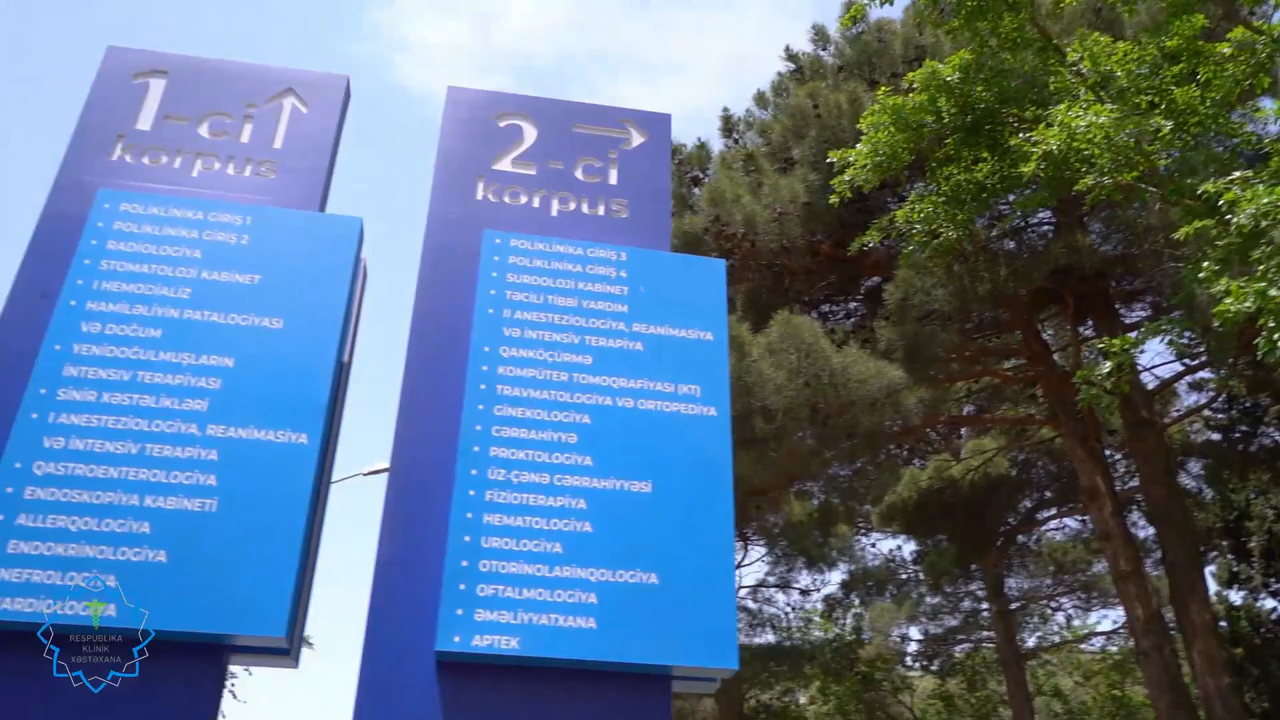 1-ci ↑
korpus
• POLİKLİNİKA GİRİŞ 1
• POLİKLİNİKA GİRİŞ 2
• RADİOLOGİYA
• STOMATOLOJİ KABİNET
• I HEMODİALİZ
• HAMİLƏLİYİN PATALOGİYASI
VƏ DOĞUM
• YENİDOĞULMUŞLARIN
İNTENSIV TERAPİYASI
• SİNİR XƏSTƏLİKLƏRİ
• I ANESTEZİOLOGİYA, REANİMASİYA
VƏ İNTENSİV TERAPİYA
• QASTROENTEROLOGİYA
• ENDOSKOPİYA KABİNETİ
• ALLERQOLOGİYA
ENDOKRİNOLOGİYA
NEFROLOGİYA
KARDİOLOGİYA
2-ci →
korpus
• POLİKLİNİKA GİRİŞ 3
• POLİKLİNİKA GİRİŞ 4
• SURDOLOJİ KABİNET
• TƏCİLİ TİBBİ YARDIM
• II ANESTEZİOLOGİYA, REANİMASİYA
VƏ İNTENSİV TERAPİYA
• QANKÖÇÜRMƏ
• KOMPÜTER TOMOQRAFİYASI (KT)
• TRAVMATOLOGİYA VƏ ORTOPEDİYA
• GİNEKOLOGİYA
• CƏRRAHİYYƏ
• PROKTOLOGİYA
• ÜZ-ÇƏNƏ CƏRRAHİYYƏSİ
• FİZİOTERAPİYA
• HEMATOLOGİYA
• UROLOGİYA
• OTORİNOLARİNQOLOGİYA
• OFTALMOLOGİYA
• ƏMƏLİYYATXANA
• APTEK
RESPUBLIKA
KLİNİK
XƏSTƏXANA